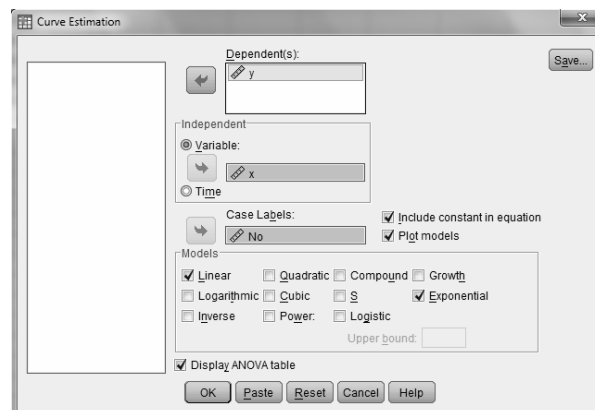 Curve Estimation
x
Dependent(s):
y
Save...
Independent
Variable:
x
Time
Case Labels:
No
Include constant in equation
Plot models
Models
Linear Quadratic Compound Growth
Logarithmic Cubic S Exponential
Inverse Power: Logistic
Upper bound:
Display ANOVA table
OK Paste Reset Cancel Help